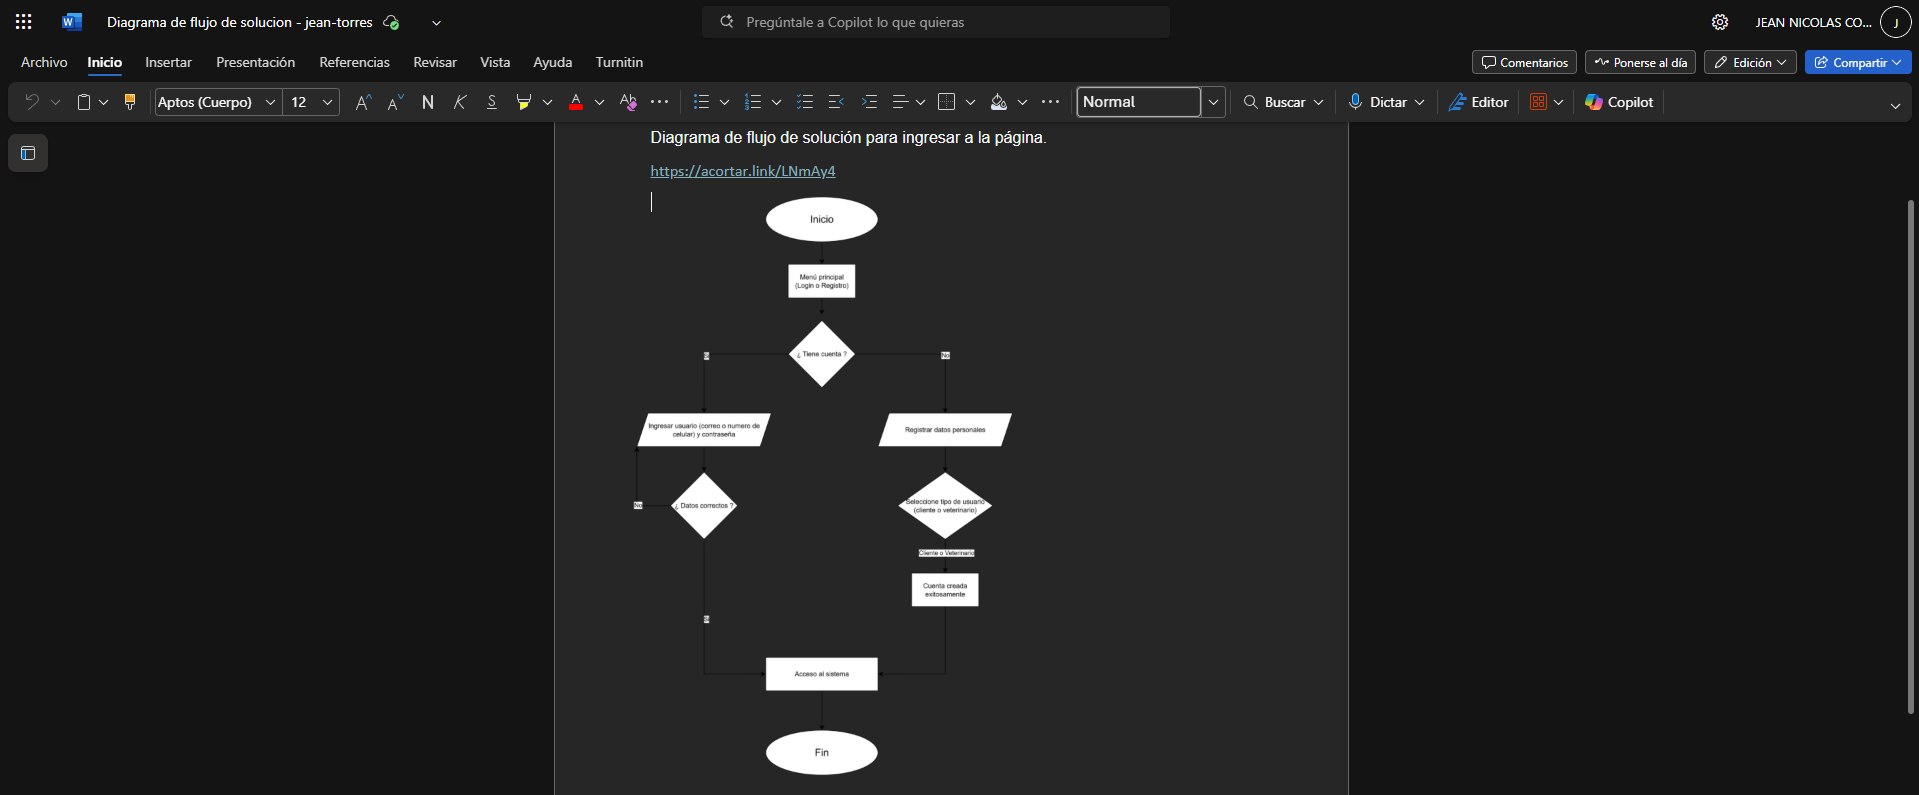 Diagrama de flujo de solucion - jean-torres
Pregúntale a Copilot lo que quieras
JEAN NICOLAS CO...
J
Archivo
Inicio
Insertar
Presentación
Referencias
Revisar
Vista
Ayuda
Turnitin
Comentarios
Ponerse al día
Edición
Compartir
Aptos (Cuerpo)
12
N
K
S
Normal
Buscar
Dictar
Editor
Copilot
Diagrama de flujo de solución para ingresar a la página.
https://acortar.link/LNmAy4
Inicio
Menú principal
(Login o Registro)
¿ Tiene cuenta ?
Si
No
Ingresar usuario (correo o numero de
celular) y contraseña
Registrar datos personales
No
¿ Datos correctos ?
Seleccione tipo de usuario
(cliente o veterinario)
Cliente o Veterinario
Cuenta creada
exitosamente
Si
Acceso al sistema
Fin